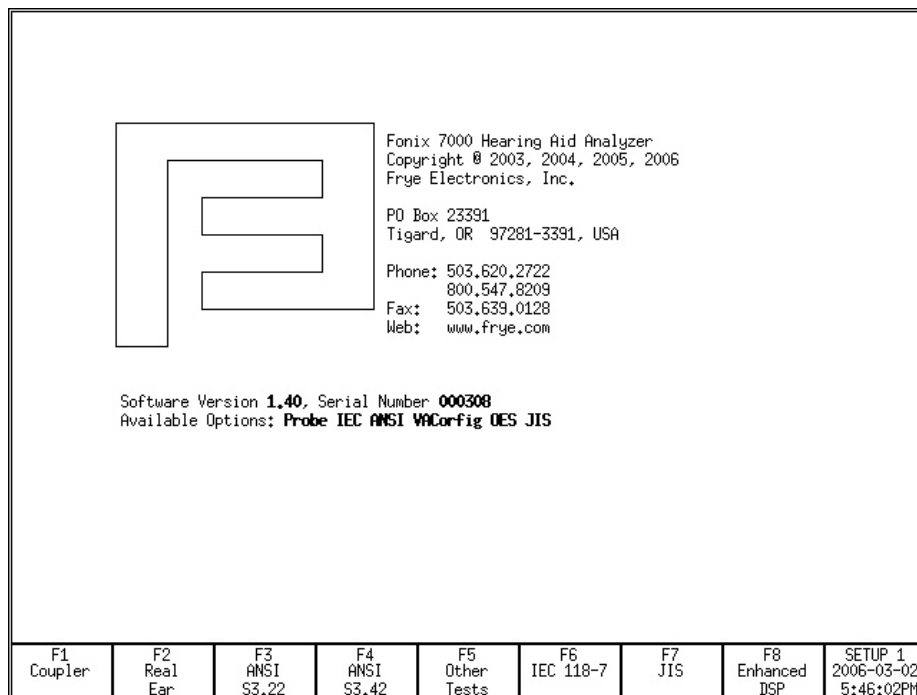 Fonix 7000 Hearing Aid Analyzer
Copyright @ 2003, 2004, 2005, 2006
Frye Electronics, Inc.
PO Box 23391
Tigard, OR 97281-3391, USA
Phone: 503.620.2722
800.547.8209
Fax: 503.639.0128
Web: www.frye.com
Software Version 1.40, Serial Number 000308
Available Options: Probe IEC ANSI VACorfig OES JIS
F1
Coupler
F2
Real
Ear
F3
ANSI
S3.22
F4
ANSI
S3.42
F5
Other
Tests
F6
IEC 118-7
F7
JIS
F8
Enhanced
DSP
SETUP 1
2006-03-02
5:46:02PM